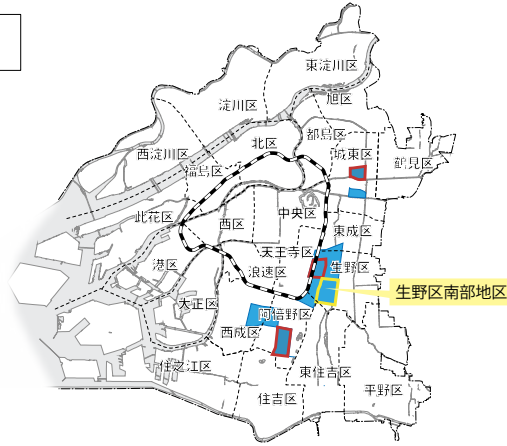 東淀川区
旭区
淀川区
都島区
北区
城東区
西淀川区
鶴見区
福島区
中央区
此花区
西区
東成区
天王寺区
生野区
港区
浪速区
生野区南部地区
大正区
阿倍野区
西成区
住之江区
東住吉区
平野区
住吉区